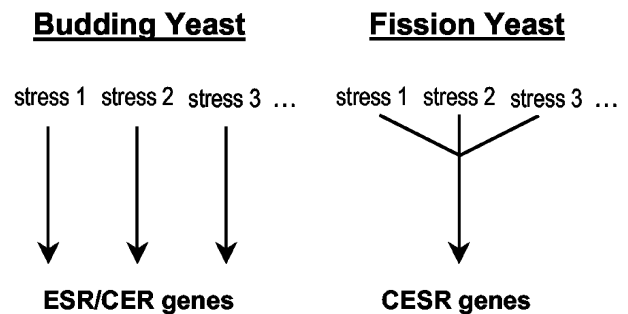 Budding Yeast
Fission Yeast
stress 1 stress 2 stress 3 ...
stress 1 stress 2 stress 3 ...
ESR/CER genes
CESR genes